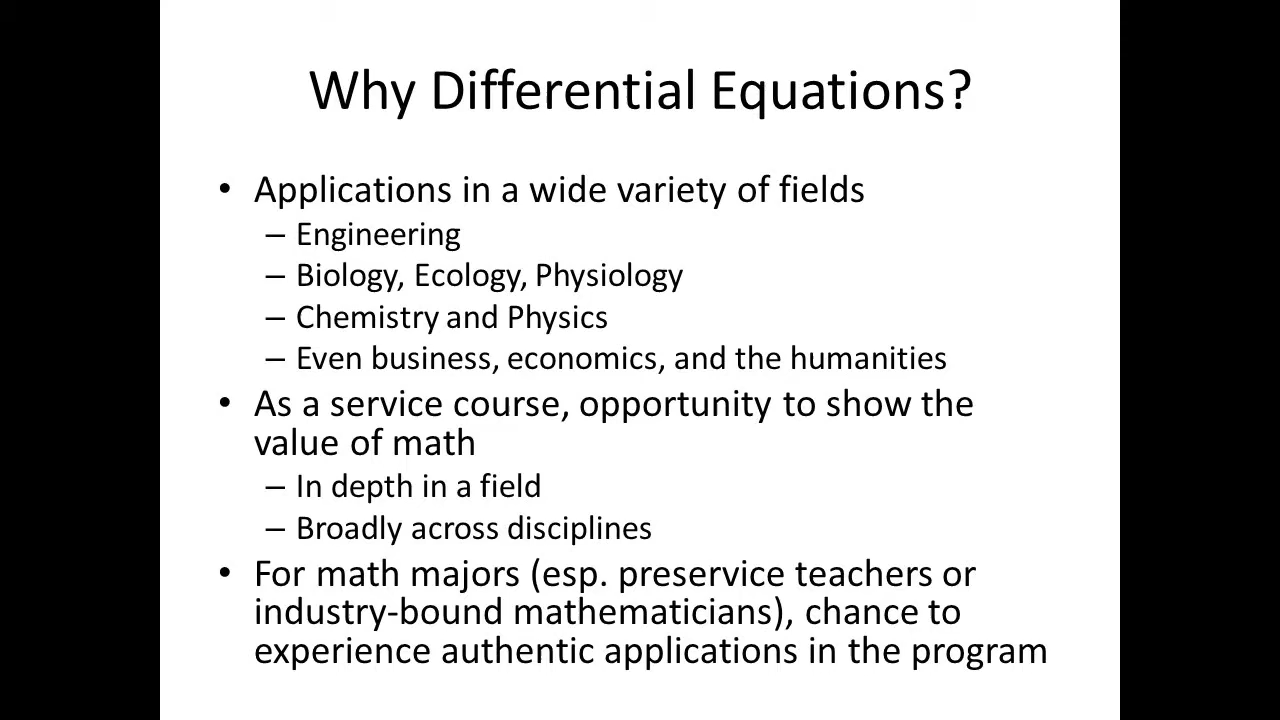 Why Differential Equations?
• Applications in a wide variety of fields
– Engineering
– Biology, Ecology, Physiology
– Chemistry and Physics
– Even business, economics, and the humanities
• As a service course, opportunity to show the
value of math
– In depth in a field
– Broadly across disciplines
• For math majors (esp. preservice teachers or
industry-bound mathematicians), chance to
experience authentic applications in the program